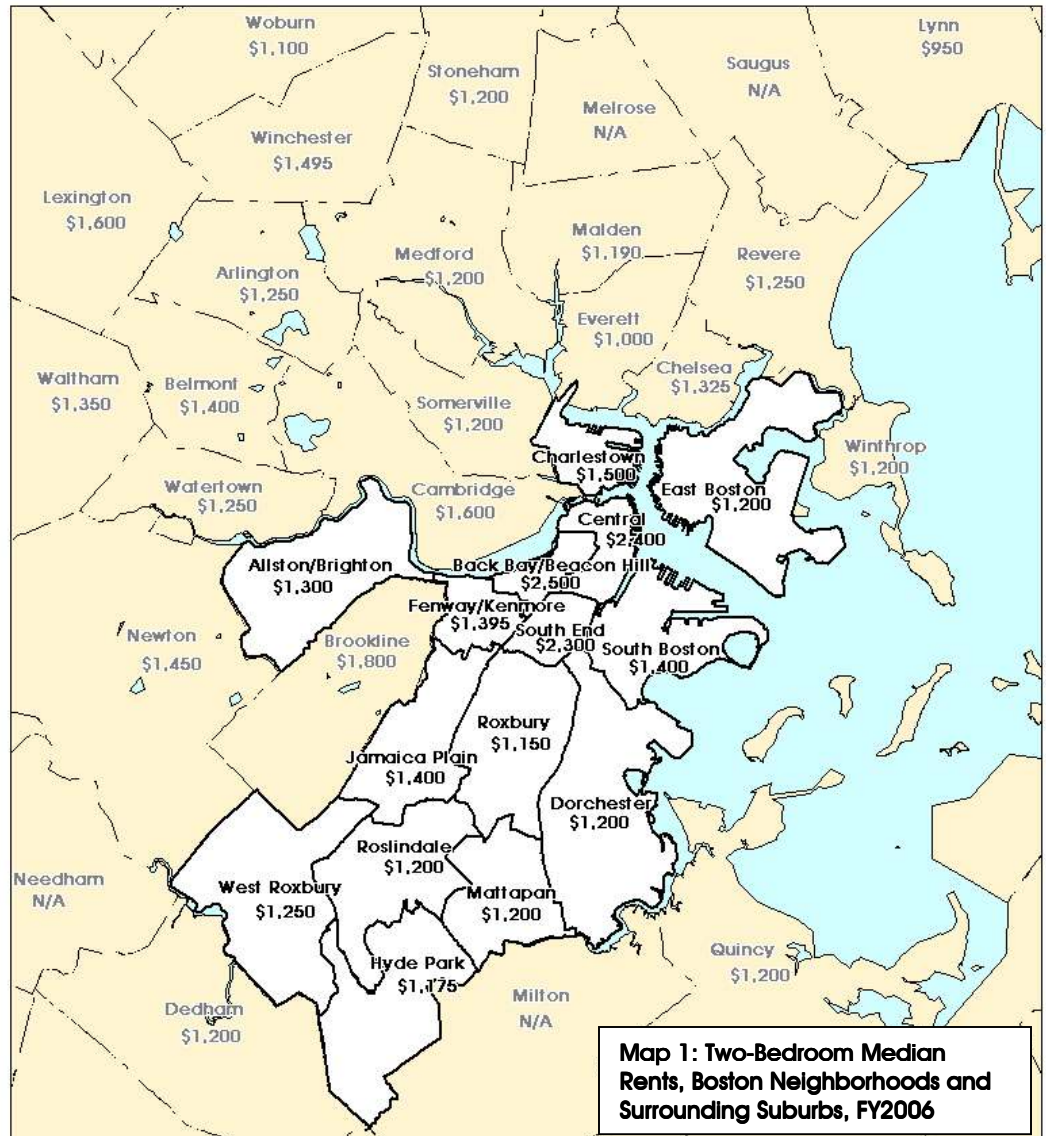 Woburn
$1,100
Lynn
$950
Stoneham
$1,200
Saugus
N/A
Melrose
N/A
Winchester
$1,495
Lexington
$1,600
Malden
$1,190
Medford
$1,200
Revere
$1,250
Arlington
$1,250
Everett
$1,000
Chelsea
$1,325
Waltham
$1,350
Belmont
$1,400
Somerville
$1,200
Winthrop
$1,200
Charlestown
$1,500
Watertown
$1,250
Cambridge
$1,600
East Boston
$1,200
Central
$2,400
Allston/Brighton
$1,300
Back Bay/Beacon Hill
$2,500
Fenway/Kenmore
$1,395
South End
$2,300
South Boston
$1,400
Newton
$1,450
Brookline
$1,800
Roxbury
$1,150
Jamaica Plain
$1,400
Dorchester
$1,200
Roslindale
$1,200
Needham
N/A
West Roxbury
$1,250
Mattapan
$1,200
Hyde Park
$1,175
Quincy
$1,200
Milton
N/A
Dedham
$1,200
Map 1: Two-Bedroom Median
Rents, Boston Neighborhoods and
Surrounding Suburbs, FY2006